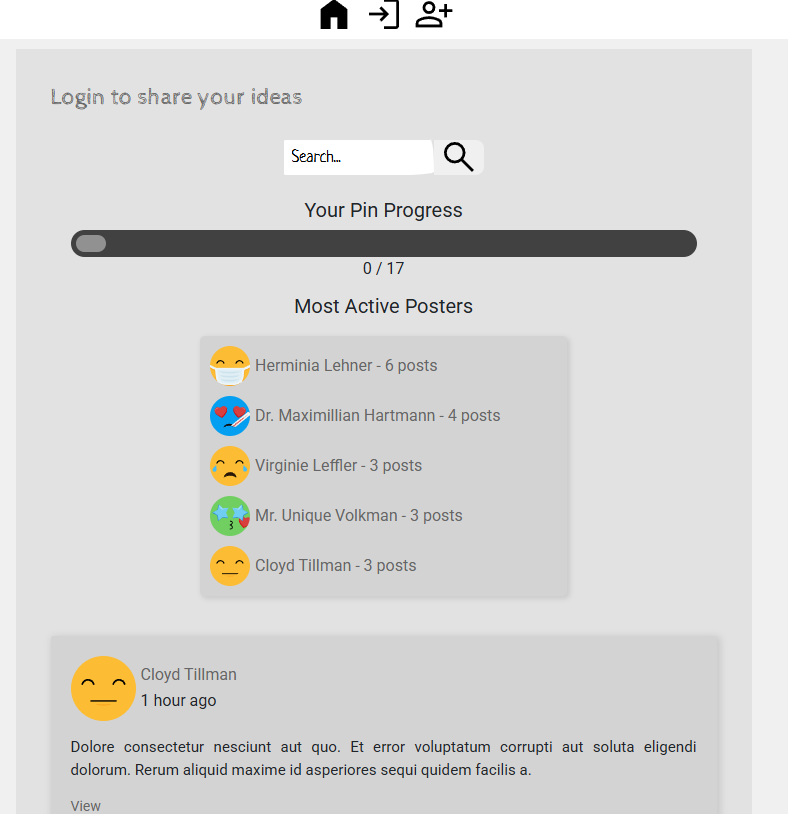 Login to share your ideas
Search...
Your Pin Progress
0 / 17
Most Active Posters
Herminia Lehner - 6 posts
Dr. Maximillian Hartmann - 4 posts
Virginie Leffler - 3 posts
Mr. Unique Volkman - 3 posts
Cloyd Tillman - 3 posts
Cloyd Tillman
1 hour ago
Dolore consectetur nesciunt aut quo. Et error voluptatum corrupti aut soluta eligendi
dolorum. Rerum aliquid maxime id asperiores sequi quidem facilis a.
View